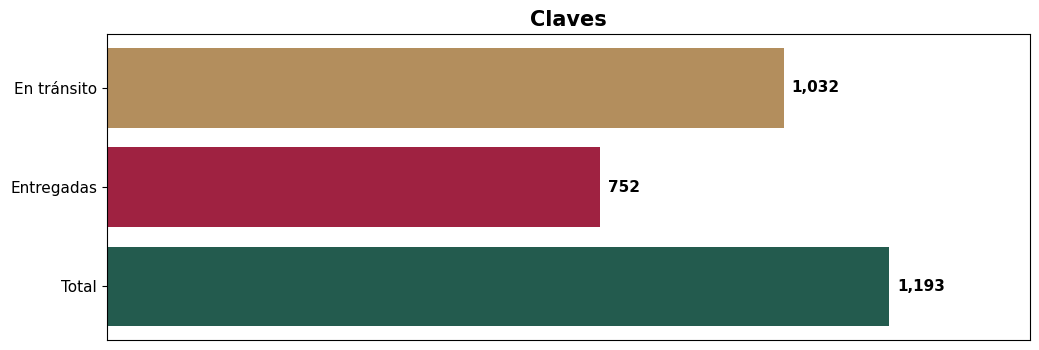 Claves
En tránsito 1,032
Entregadas 752
Total 1,193